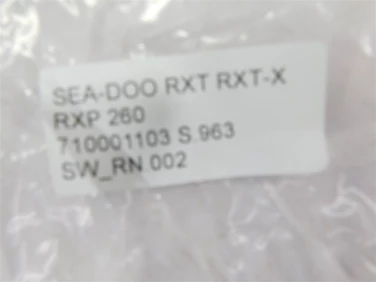 SEA-DOO RXT RXT-X
RXP 260
710001103 S.963
SW_RN 002